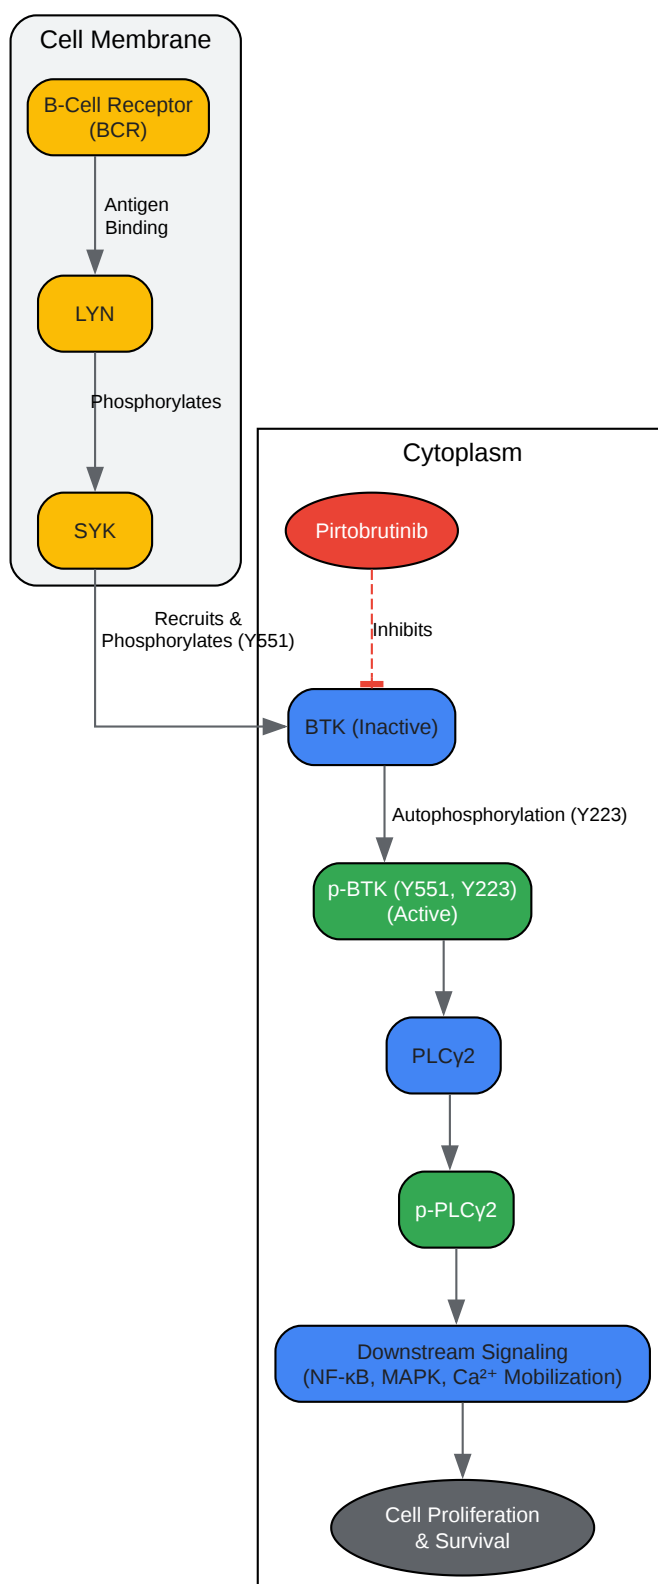 Cell Membrane
B-Cell Receptor
(BCR)
Antigen
Binding
LYN
Phosphorylates
SYK
Cytoplasm
Pirtobrutinib
Recruits &
Phosphorylates (Y551)
Inhibits
BTK (Inactive)
Autophosphorylation (Y223)
p-BTK (Y551, Y223)
(Active)
PLCγ2
p-PLCγ2
Downstream Signaling
(NF-κB, MAPK, Ca²⁺ Mobilization)
Cell Proliferation
& Survival